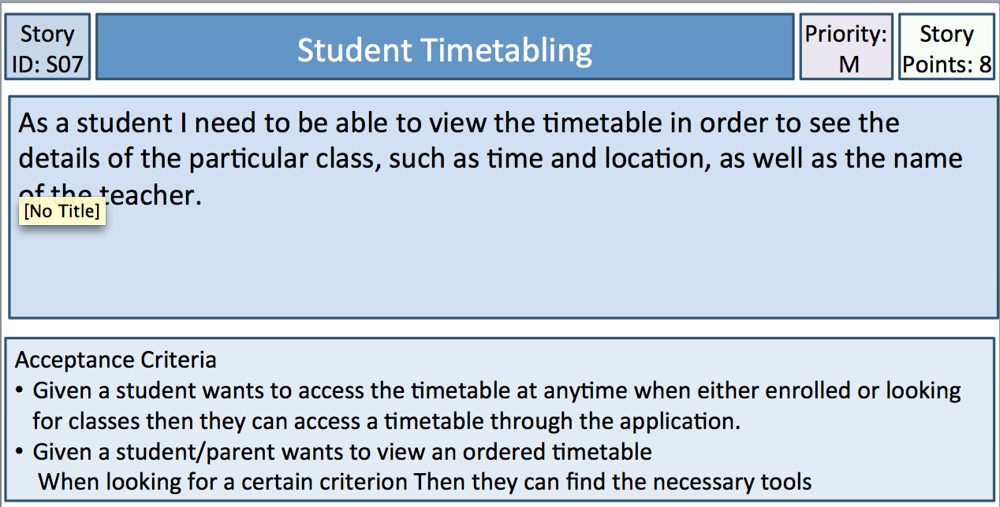 Story
ID: S07
Student Timetabling
Priority:
M
Story
Points: 8
As a student I need to be able to view the timetable in order to see the
details of the particular class, such as time and location, as well as the name
of the teacher.
[No Title]
Acceptance Criteria
• Given a student wants to access the timetable at anytime when either enrolled or looking
for classes then they can access a timetable through the application.
• Given a student/parent wants to view an ordered timetable
When looking for a certain criterion Then they can find the necessary tools